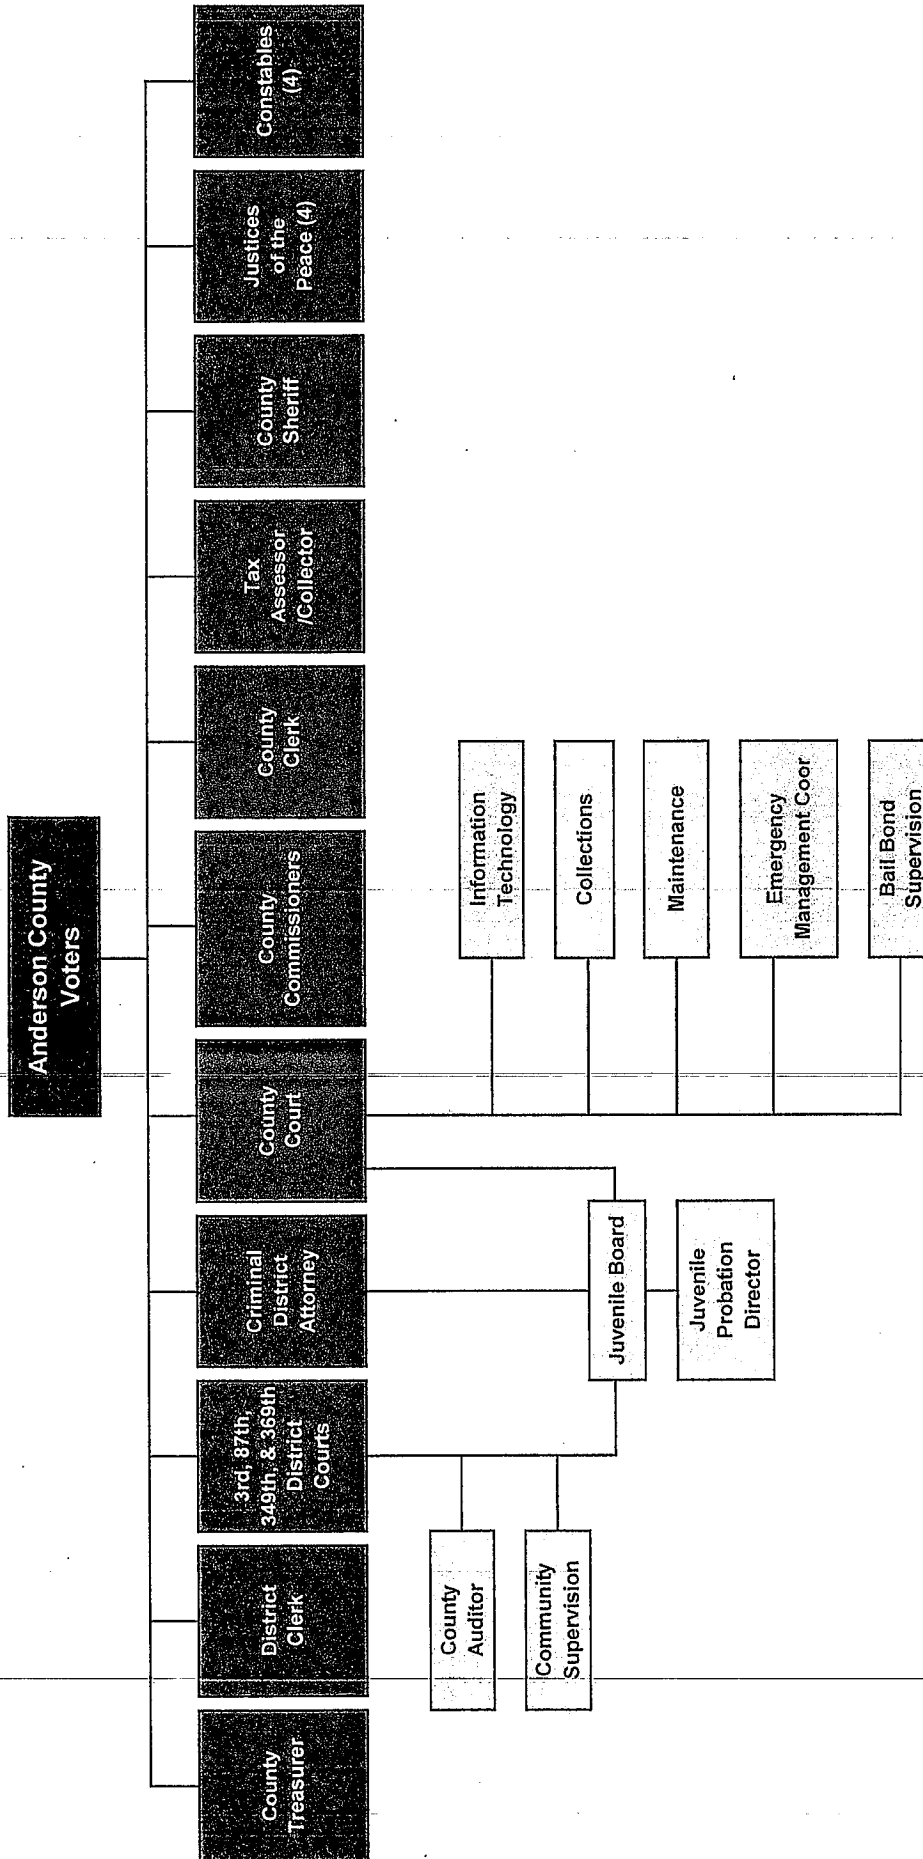 Anderson County
Voters
County
Treasurer
District
Clerk
3rd, 87th,
349th, & 369th
District
Courts
Criminal
District
Attorney
County
Court
County
Commissioners
County
Clerk
Tax
Assessor
/Collector
County
Sheriff
Justices
of the
Peace (4)
Constables
(4)
County
Auditor
Community
Supervision
Juvenile Board
Juvenile
Probation
Director
Information
Technology
Collections
Maintenance
Emergency
Management Coor
Bail Bond
Supervision